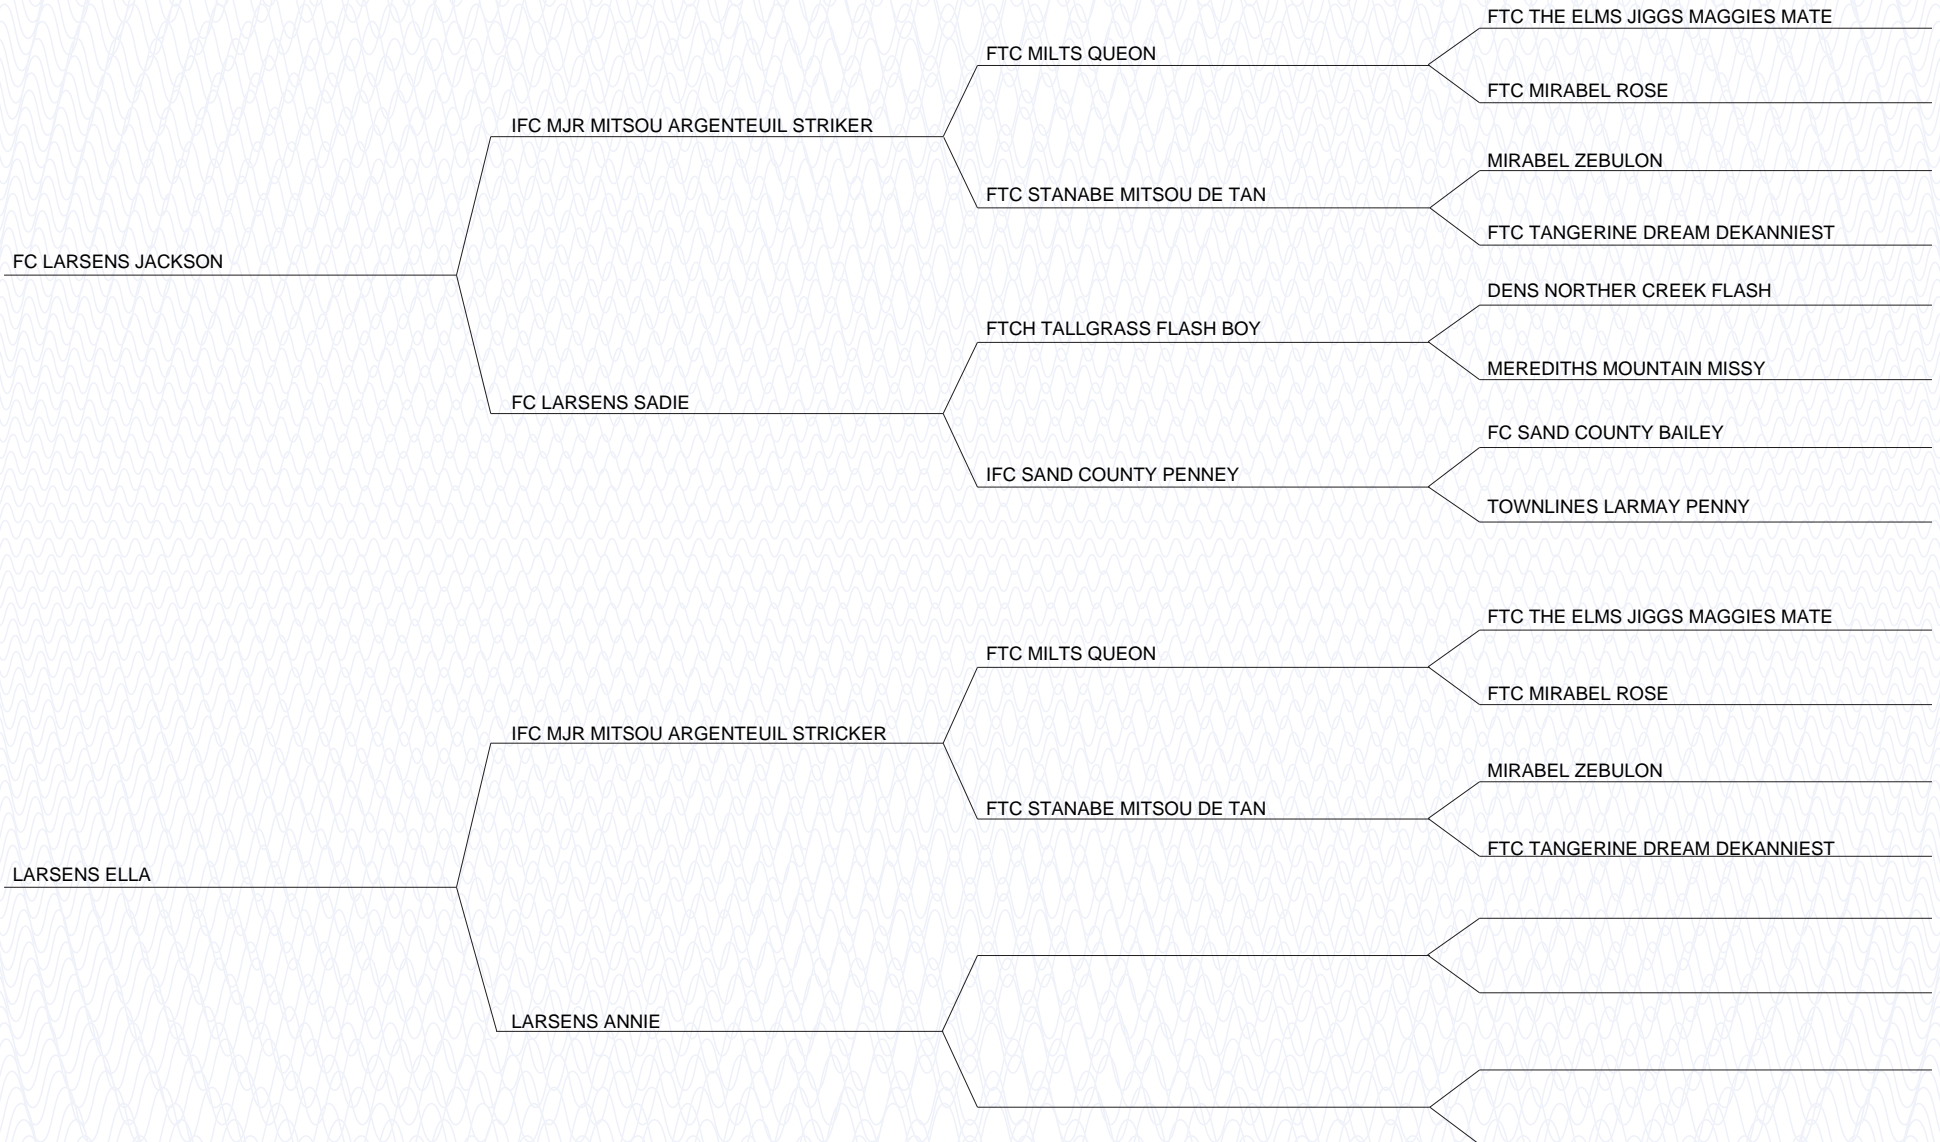 FTC THE ELMS JIGGS MAGGIES MATE
FTC MILTS QUEON
FTC MIRABEL ROSE
IFC MJR MITSOU ARGENTEUIL STRIKER
MIRABEL ZEBULON
FTC STANABE MITSOU DE TAN
FTC TANGERINE DREAM DEKANNIEST
FC LARSENS JACKSON
DENS NORTHER CREEK FLASH
FTCH TALLGRASS FLASH BOY
MEREDITHS MOUNTAIN MISSY
FC LARSENS SADIE
FC SAND COUNTY BAILEY
IFC SAND COUNTY PENNEY
TOWNLINES LARMAY PENNY
FTC THE ELMS JIGGS MAGGIES MATE
FTC MILTS QUEON
FTC MIRABEL ROSE
IFC MJR MITSOU ARGENTEUIL STRICKER
MIRABEL ZEBULON
FTC STANABE MITSOU DE TAN
FTC TANGERINE DREAM DEKANNIEST
LARSENS ELLA
LARSENS ANNIE